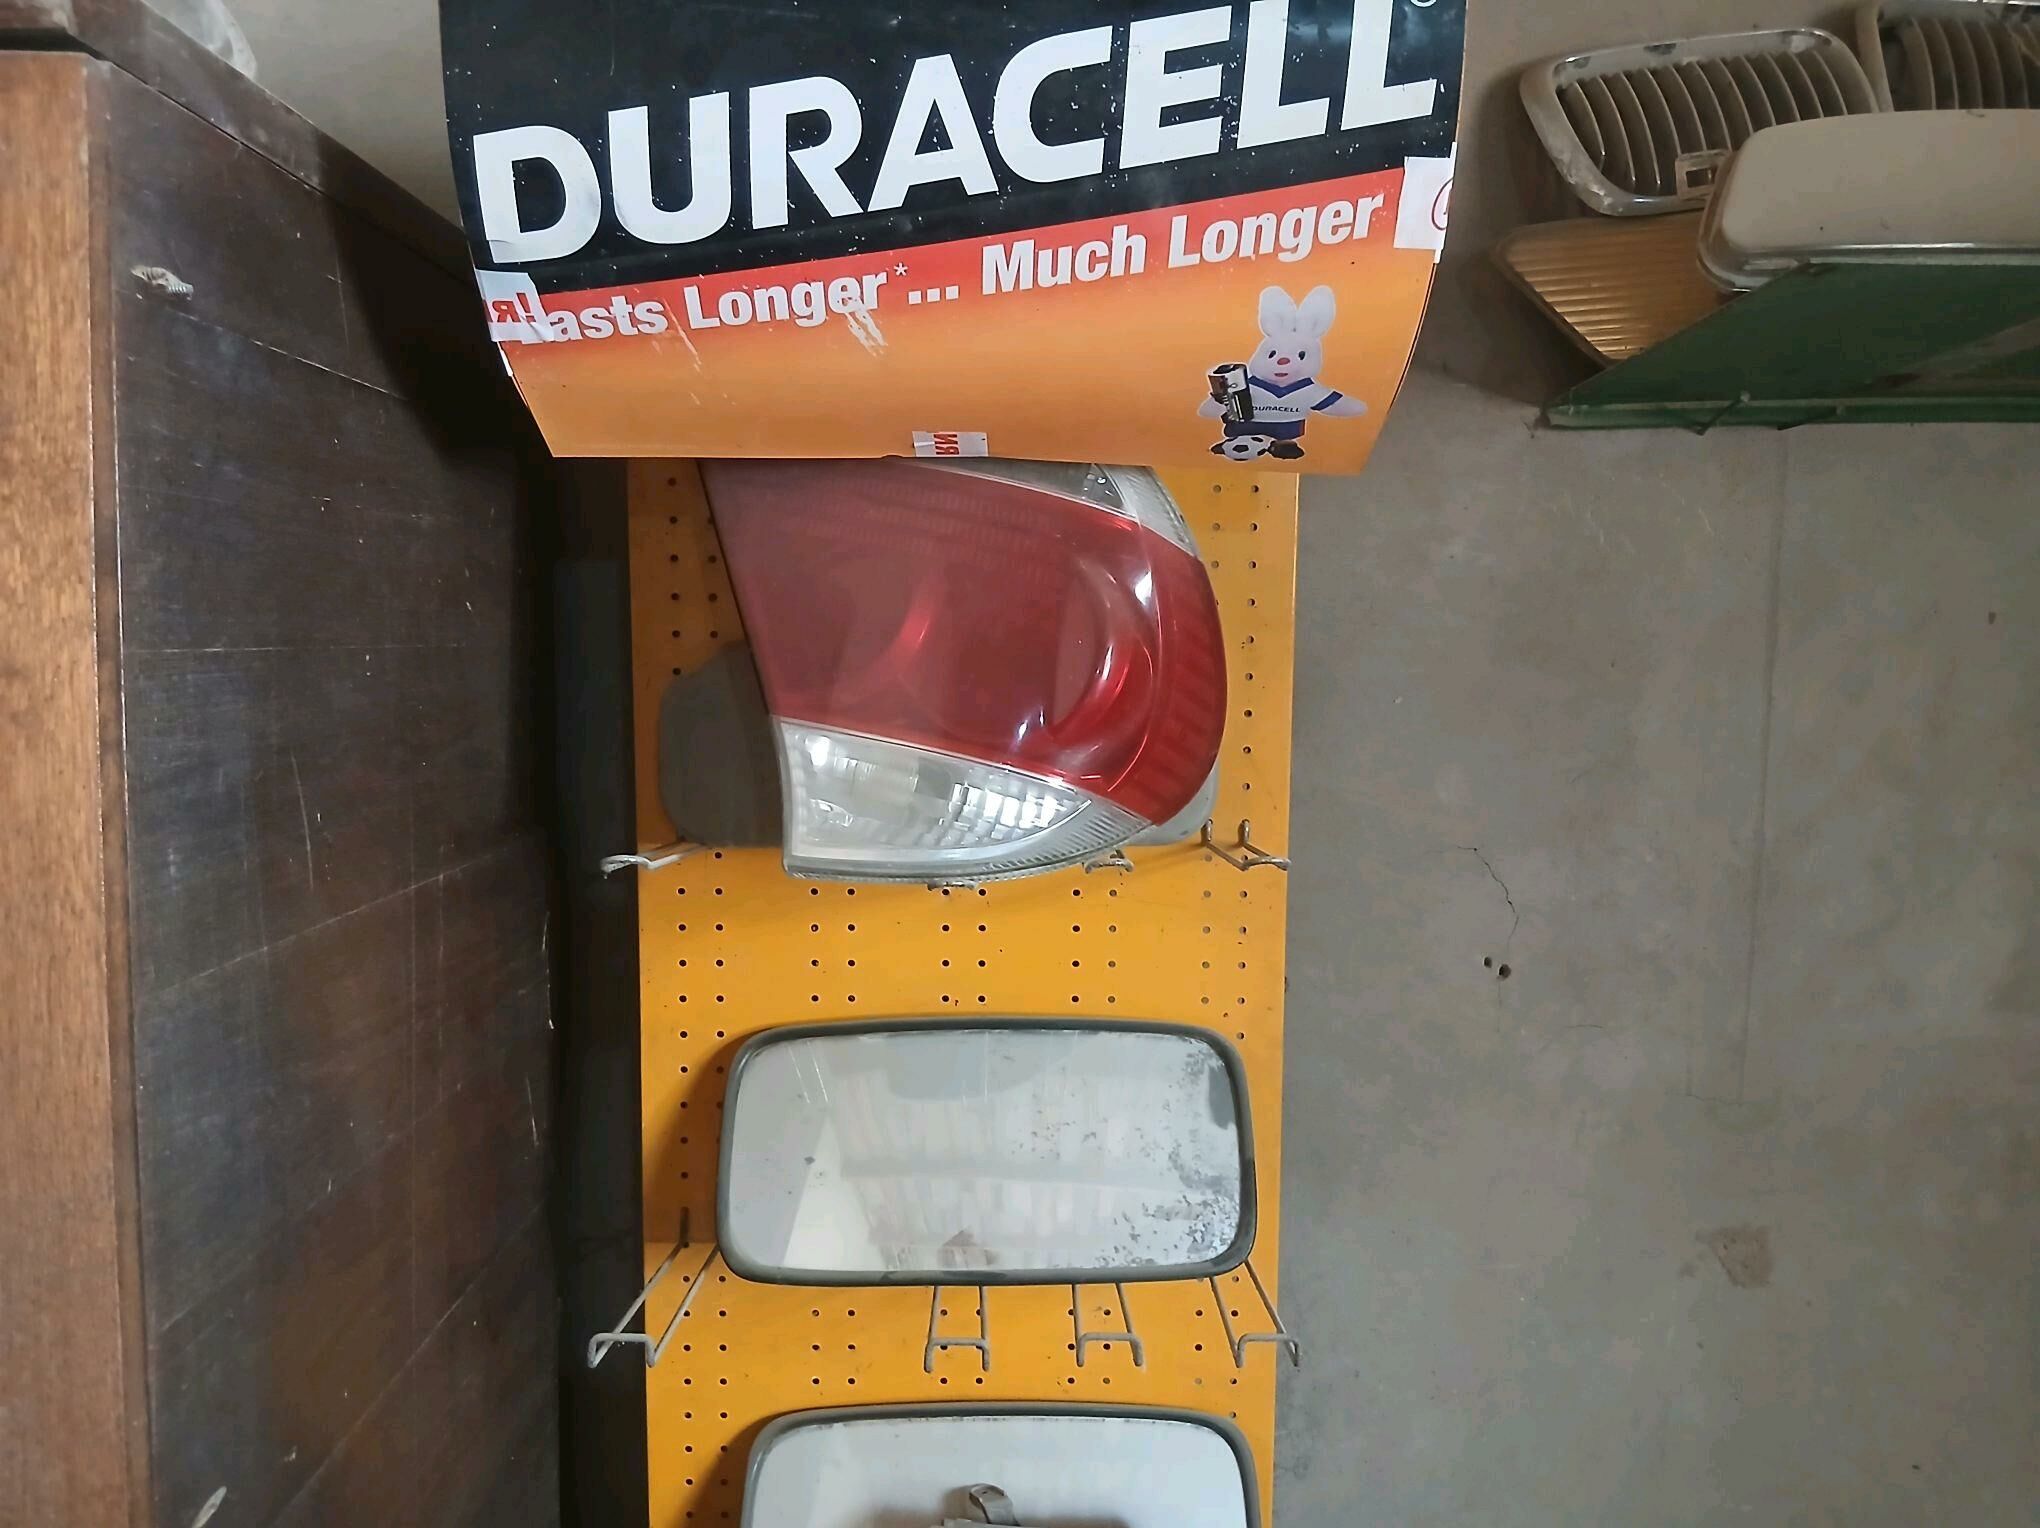 DURACELL
Lasts Longer* ... Much Longer
DURACELL